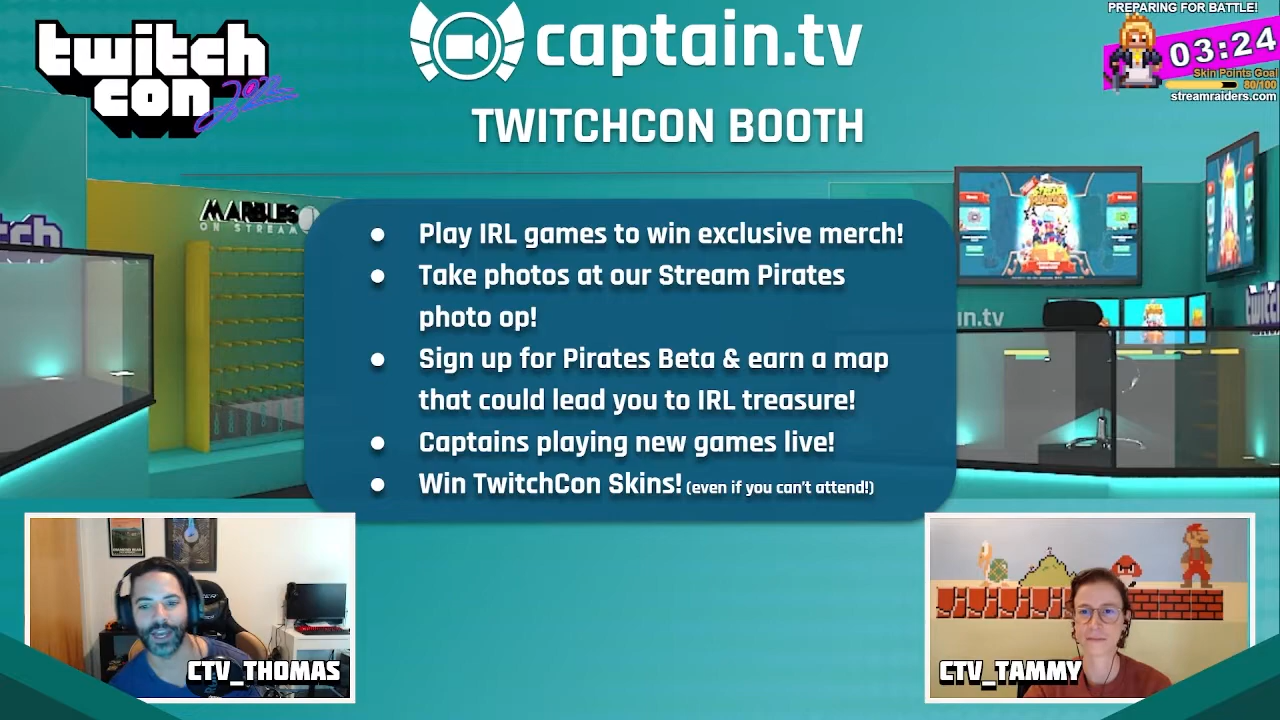 twitch
con
2022
captain.tv
TWITCHCON BOOTH
PREPARING FOR BATTLE!
03:24
Skin Points Goal
80/100
streamraiders.com
MARBLES
ON STREAM
• Play IRL games to win exclusive merch!
• Take photos at our Stream Pirates
photo op!
• Sign up for Pirates Beta & earn a map
that could lead you to IRL treasure!
• Captains playing new games live!
• Win TwitchCon Skins! (even if you can't attend!)
CTV_THOMAS
CTV_TAMMY